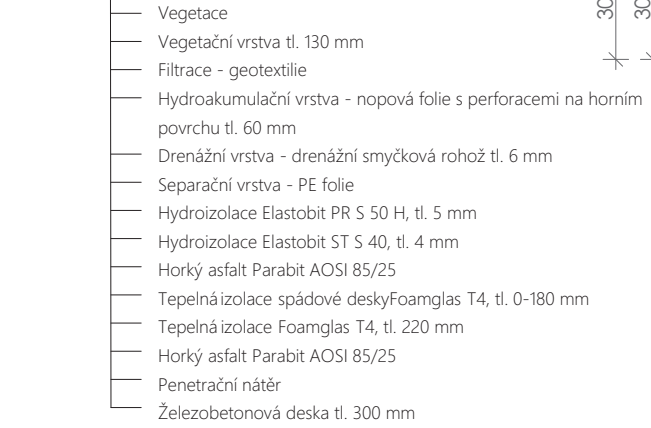 Vegetace
Vegetační vrstva tl. 130 mm
Filtrace - geotextilie
Hydroakumulační vrstva - nopová folie s perforacemi na horním
povrchu tl. 60 mm
Drenážní vrstva - drenážní smyčková rohož tl. 6 mm
Separační vrstva - PE folie
Hydroizolace Elastobit PR S 50 H, tl. 5 mm
Hydroizolace Elastobit ST S 40, tl. 4 mm
Horký asfalt Parabit AOSI 85/25
Tepelná izolace spádové deskyFoamglas T4, tl. 0-180 mm
Tepelná izolace Foamglas T4, tl. 220 mm
Horký asfalt Parabit AOSI 85/25
Penetrační nátěr
Železobetonová deska tl. 300 mm